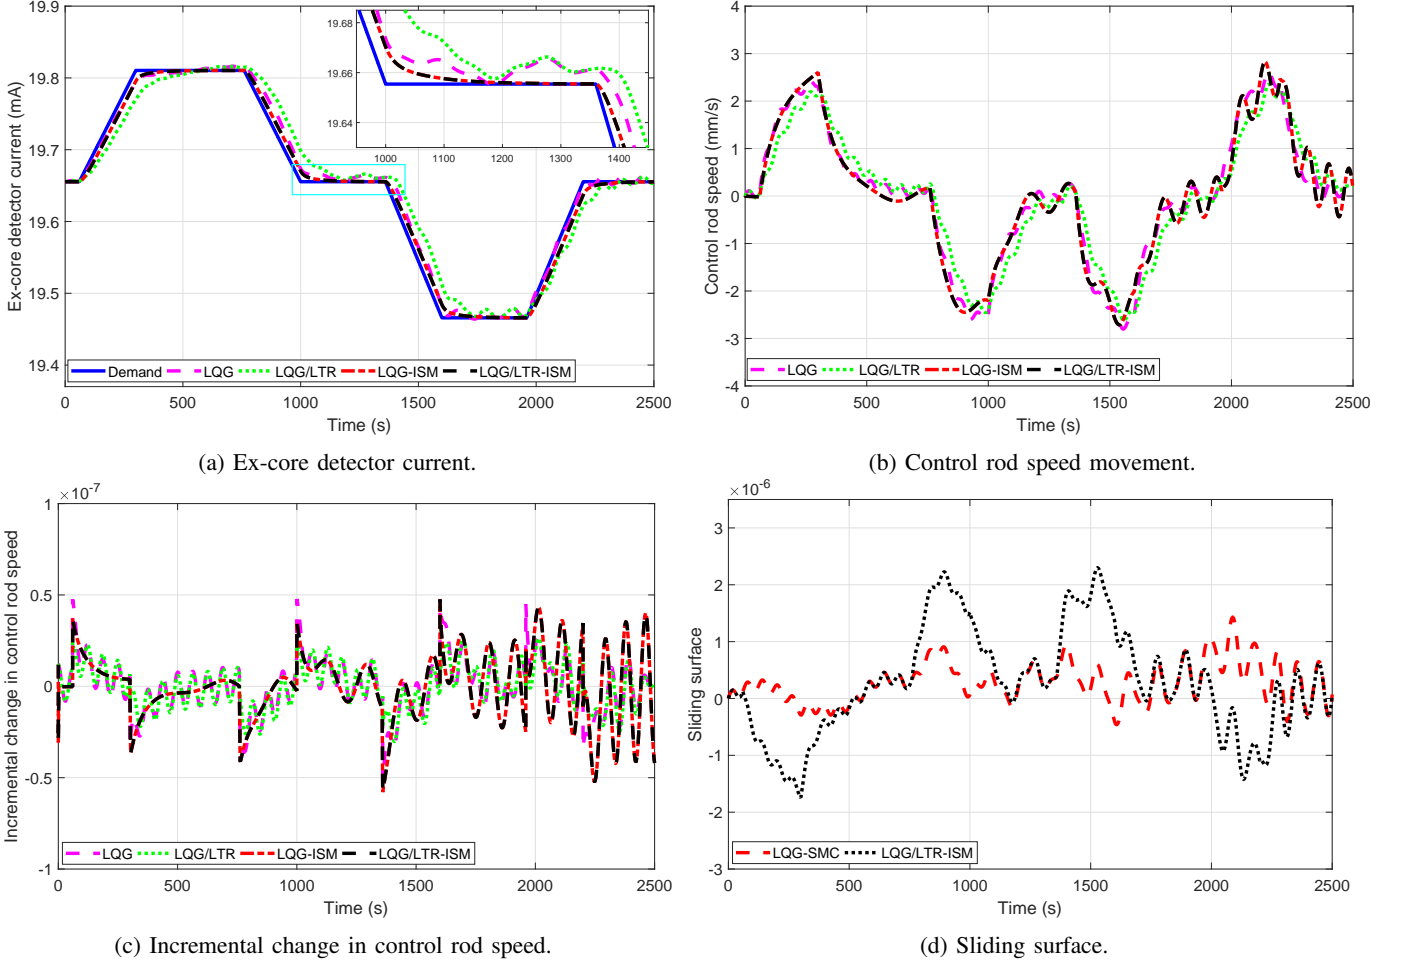 19.9
19.8
19.7
19.6
19.5
19.4
Ex-core detector current (mA)
19.68
19.66
19.64
1000 1100 1200 1300 1400
Demand LQG LQG/LTR LQG-ISM LQG/LTR-ISM
0 500 1000 1500 2000 2500
Time (s)
(a) Ex-core detector current.
4
3
2
1
0
-1
-2
-3
-4
Control rod speed (mm/s)
LQG LQG/LTR LQG-ISM LQG/LTR-ISM
0 500 1000 1500 2000 2500
Time (s)
(b) Control rod speed movement.
×10-7
1
0.5
0
-0.5
-1
Incremental change in control rod speed
LQG LQG/LTR LQG-ISM LQG/LTR-ISM
0 500 1000 1500 2000 2500
Time (s)
(c) Incremental change in control rod speed.
×10-6
3
2
1
0
-1
-2
-3
Sliding surface
LQG-SMC LQG/LTR-ISM
0 500 1000 1500 2000 2500
Time (s)
(d) Sliding surface.